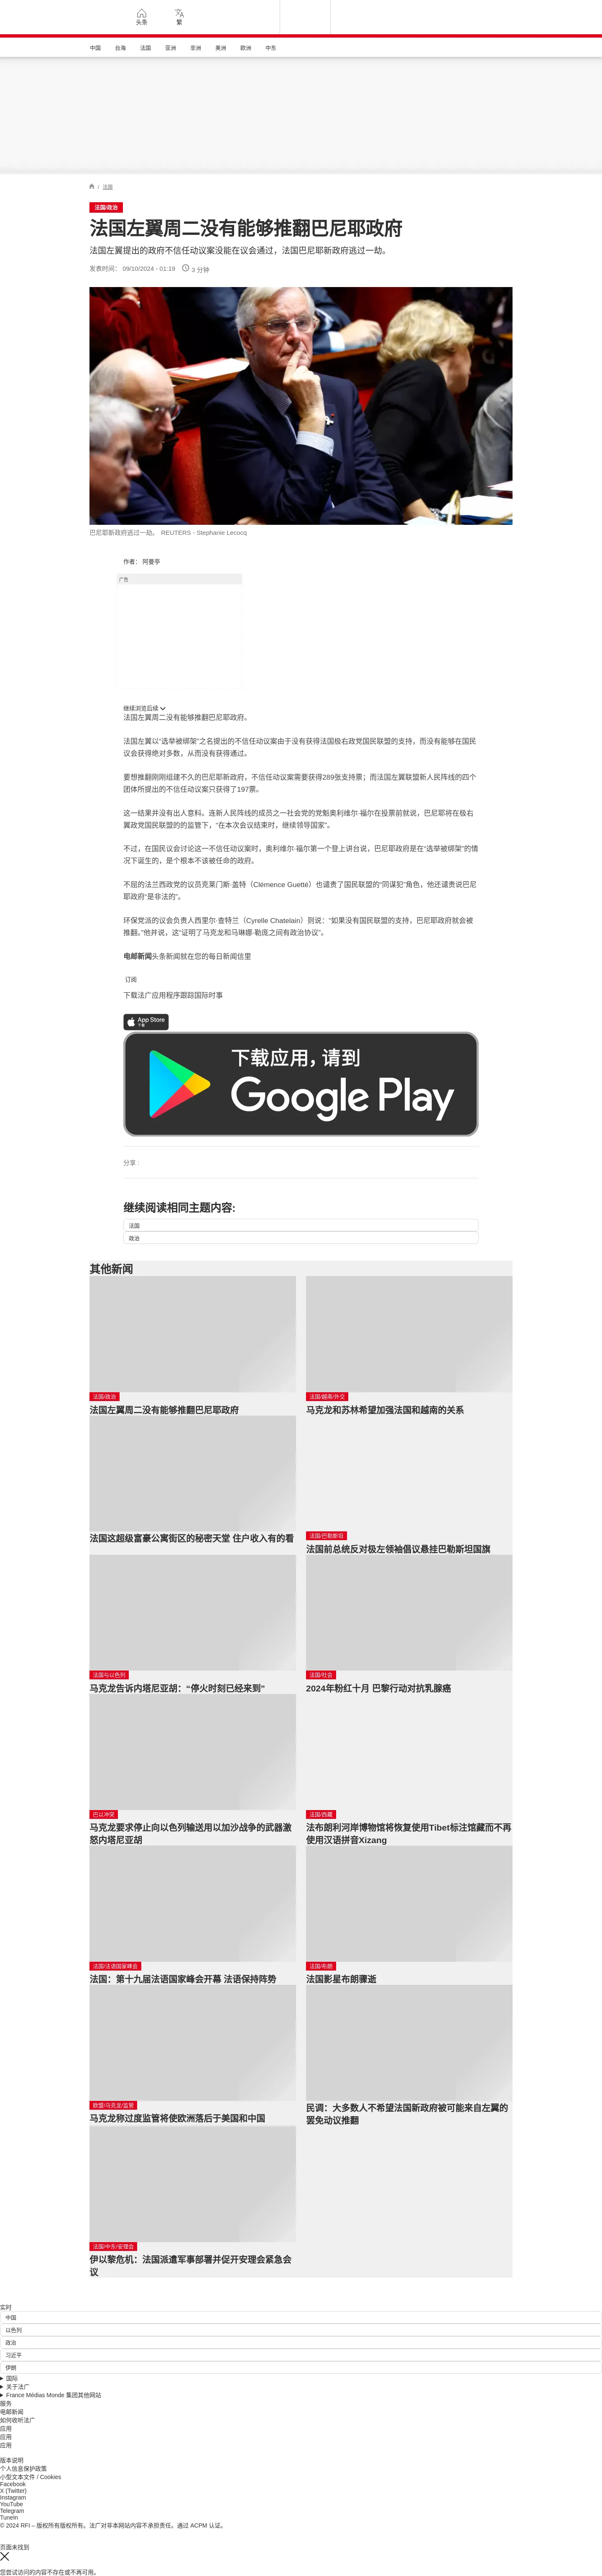 头条
繁
中国 台海 法国 亚洲 非洲 美洲 欧洲 中东
/ 法国
法国/政治
法国左翼周二没有能够推翻巴尼耶政府
法国左翼提出的政府不信任动议案没能在议会通过，法国巴尼耶新政府逃过一劫。
发表时间： 09/10/2024 - 01:19 3 分钟
巴尼耶新政府逃过一劫。 REUTERS - Stephanie Lecocq
作者： 阿曼亭
广告
继续浏览后续
法国左翼周二没有能够推翻巴尼耶政府。
法国左翼以“选举被绑架”之名提出的不信任动议案由于没有获得法国极右政党国民联盟的支持，而没有能够在国民
议会获得绝对多数，从而没有获得通过。
要想推翻刚刚组建不久的巴尼耶新政府，不信任动议案需要获得289张支持票；而法国左翼联盟新人民阵线的四个
团体所提出的不信任动议案只获得了197票。
这一结果并没有出人意料。连新人民阵线的成员之一社会党的党魁奥利维尔·福尔在投票前就说，巴尼耶将在极右
翼政党国民联盟的的监管下，“在本次会议结束时，继续领导国家”。
不过，在国民议会讨论这一不信任动议案时，奥利维尔·福尔第一个登上讲台说，巴尼耶政府是在“选举被绑架”的情
况下诞生的，是个根本不该被任命的政府。
不屈的法兰西政党的议员克莱门斯·盖特（Clémence Guetté）也谴责了国民联盟的“同谋犯”角色，他还谴责说巴尼
耶政府“是非法的”。
环保党派的议会负责人西里尔·查特兰（Cyrielle Chatelain）则说：“如果没有国民联盟的支持，巴尼耶政府就会被
推翻。”他并说，这“证明了马克龙和马琳娜·勒庞之间有政治协议”。
电邮新闻头条新闻就在您的每日新闻信里
订阅
下载法广应用程序跟踪国际时事
App Store
下载
下载应用，请到
Google Play
分享 :
继续阅读相同主题内容:
法国
政治
其他新闻
法国/政治
法国左翼周二没有能够推翻巴尼耶政府
法国/越南/外交
马克龙和苏林希望加强法国和越南的关系
法国这超级富豪公寓街区的秘密天堂 住户收入有的看
法国/巴勒斯坦
法国前总统反对极左领袖倡议悬挂巴勒斯坦国旗
法国与以色列
马克龙告诉内塔尼亚胡：“停火时刻已经来到”
法国/社会
2024年粉红十月 巴黎行动对抗乳腺癌
巴以冲突
马克龙要求停止向以色列输送用以加沙战争的武器激
怒内塔尼亚胡
法国/西藏
法布朗利河岸博物馆将恢复使用Tibet标注馆藏而不再
使用汉语拼音Xizang
法国/法语国家峰会
法国：第十九届法语国家峰会开幕 法语保持阵势
法国/布朗
法国影星布朗骤逝
欧盟/马克龙/监管
马克龙称过度监管将使欧洲落后于美国和中国
民调：大多数人不希望法国新政府被可能来自左翼的
罢免动议推翻
法国/中东/安理会
伊以黎危机：法国派遣军事部署并促开安理会紧急会
议
实时
中国
以色列
政治
习近平
伊朗
国际
关于法广
France Médias Monde 集团其他网站
服务
电邮新闻
如何收听法广
应用
应用
应用
版本说明
个人信息保护政策
小型文本文件 / Cookies
Facebook
X (Twitter)
Instagram
YouTube
Telegram
TuneIn
© 2024 RFI – 版权所有版权所有。法广对非本网站内容不承担责任。通过 ACPM 认证。
页面未找到
您尝试访问的内容不存在或不再可用。